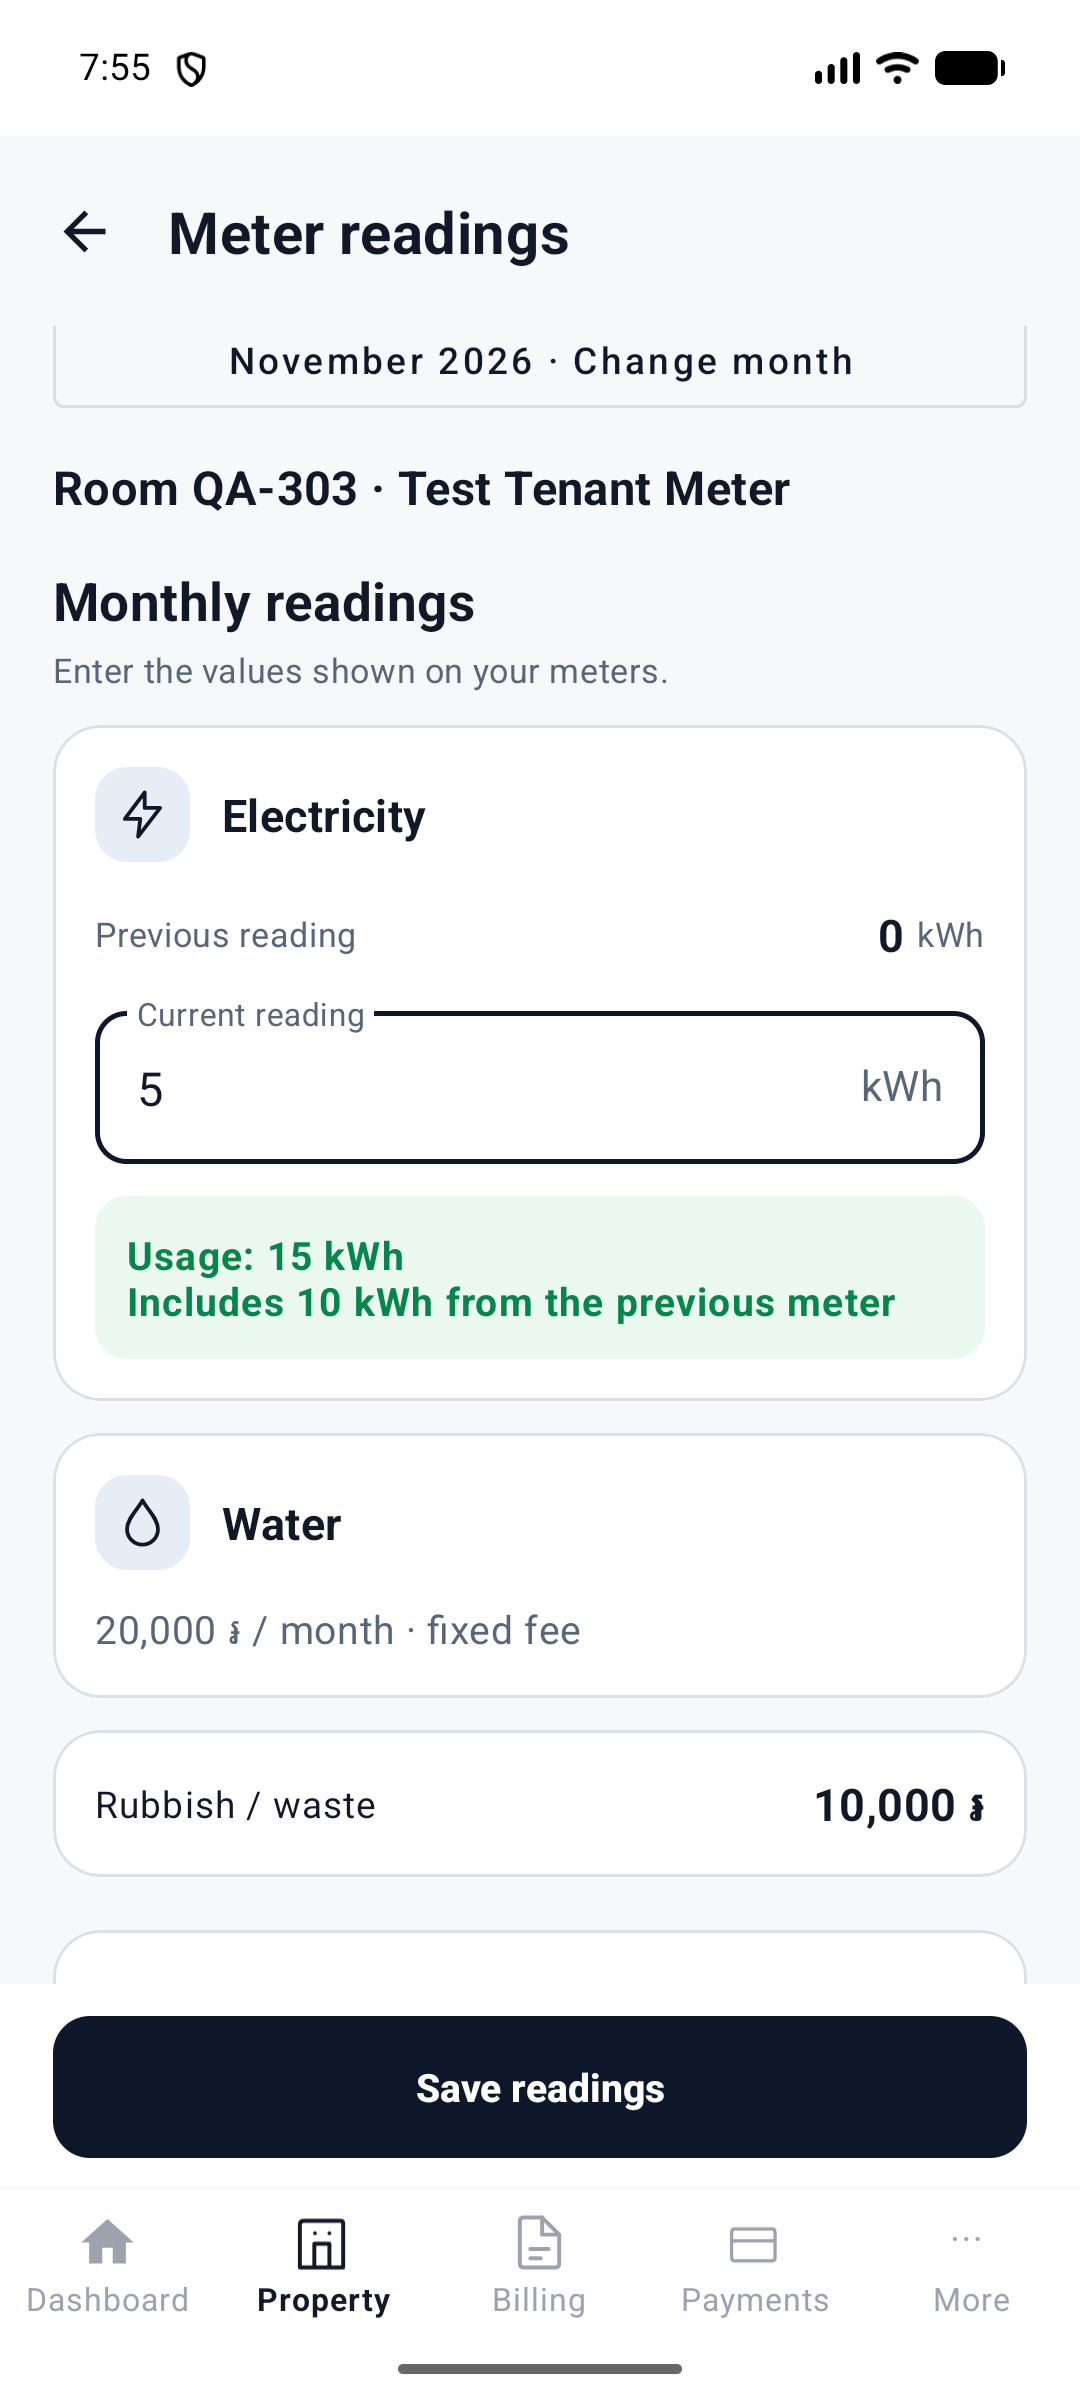 7:55
Meter readings
November 2026 · Change month
Room QA-303 · Test Tenant Meter
Monthly readings
Enter the values shown on your meters.
Electricity
Previous reading
0 kWh
Current reading
5 kWh
Usage: 15 kWh
Includes 10 kWh from the previous meter
Water
20,000 ៛ / month · fixed fee
Rubbish / waste
10,000 ៛
Save readings
Dashboard
Property
Billing
Payments
More